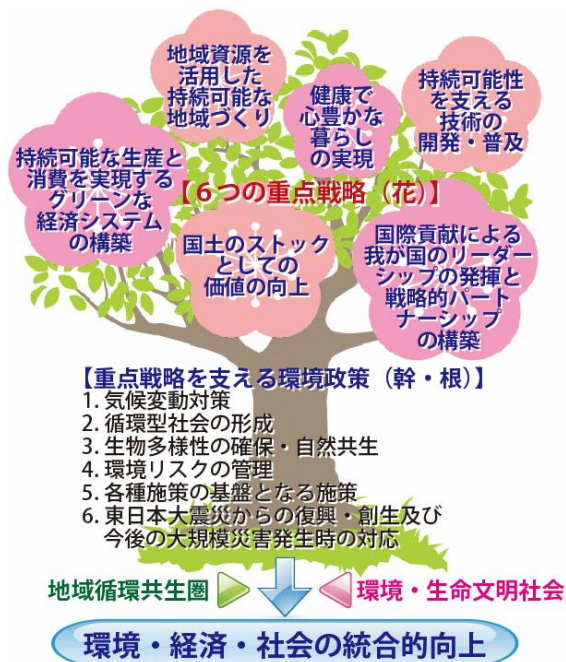 地域資源を
活用した
持続可能な
地域づくり
健康で
心豊かな
暮らし
の実現
持続可能性
を支える
技術の
開発・普及
持続可能な生産と
消費を実現する
グリーンな
経済システム
の構築
【６つの重点戦略（花）】
国土のストック
としての
価値の向上
国際貢献による
我が国のリーダー
シップの発揮と
戦略的パート
ナーシップ
の構築
【重点戦略を支える環境政策（幹・根）】
1. 気候変動対策
2. 循環型社会の形成
3. 生物多様性の確保・自然共生
4. 環境リスクの管理
5. 各種施策の基盤となる施策
6. 東日本大震災からの復興・創生及び
今後の大規模災害発生時の対応
地域循環共生圏
環境・生命文明社会
環境・経済・社会の統合的向上